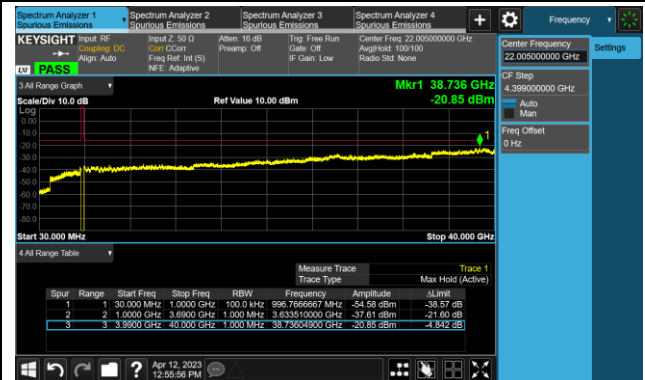 Spectrum Analyzer 1
Spurious Emissions
Spectrum Analyzer 2
Spurious Emissions
Spectrum Analyzer 3
Spurious Emissions
Spectrum Analyzer 4
Spurious Emissions
+
Frequency
KEYSIGHT
Input: RF
Coupling: DC
Align: Auto
Input Z: 50 Ω
Corr CCorr
Freq Ref: Int (S)
NFE: Adaptive
Atten: 16 dB
Preamp: Off
Trig: Free Run
Gate: Off
IF Gain: Low
Center Freq: 22.005000000 GHz
Avg|Hold: 100/100
Radio Std: None
LXI PASS
Center Frequency
22.005000000 GHz
Settings
CF Step
4.399000000 GHz
Auto
Man
Freq Offset
0 Hz
3 All Range Graph
Mkr1 38.736 GHz
Scale/Div 10.0 dB
Ref Value 10.00 dBm
-20.85 dBm
Log
0.00
-10.0
-20.0
-30.0
-40.0
-50.0
-60.0
-70.0
-80.0
1
Start 30.000 MHz
Stop 40.000 GHz
4 All Range Table
Measure Trace Trace 1
Trace Type Max Hold (Active)
Spur Range Start Freq Stop Freq RBW Frequency Amplitude ΔLimit
1 1 30.000 MHz 1.0000 GHz 100.0 kHz 996.7666667 MHz -54.58 dBm -38.57 dB
2 2 1.0000 GHz 3.6900 GHz 1.000 MHz 3.633510000 GHz -37.61 dBm -21.60 dB
3 3 3.9900 GHz 40.000 GHz 1.000 MHz 38.73604900 GHz -20.85 dBm -4.842 dB
?
Apr 12, 2023
12:55:56 PM